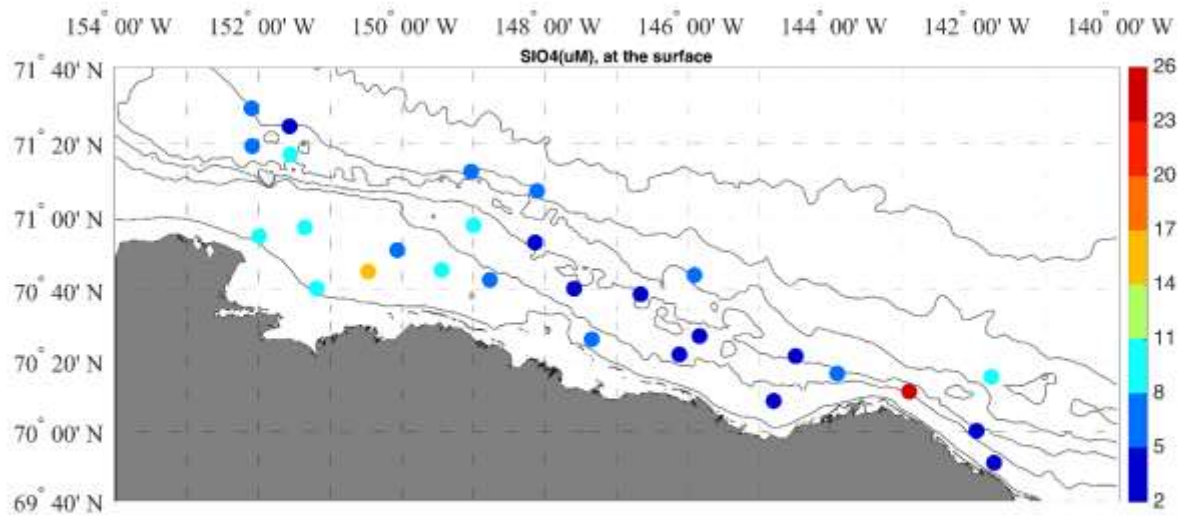 154° 00' W 152° 00' W 150° 00' W 148° 00' W 146° 00' W 144° 00' W 142° 00' W 140° 00' W
SIO4(uM), at the surface
71° 40' N
71° 20' N
71° 00' N
70° 40' N
70° 20' N
70° 00' N
69° 40' N
26
23
20
17
14
11
8
5
2